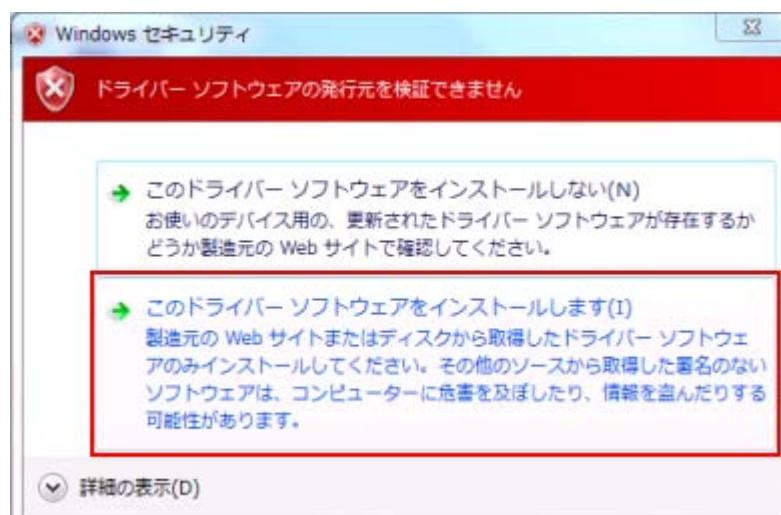 Windows セキュリティ
ドライバー ソフトウェアの発行元を検証できません
このドライバー ソフトウェアをインストールしない(N)
お使いのデバイス用の、更新されたドライバー ソフトウェアが存在するか
どうか製造元の Web サイトで確認してください。
このドライバー ソフトウェアをインストールします(I)
製造元の Web サイトまたはディスクから取得したドライバー ソフトウェ
アのみインストールしてください。その他のソースから取得した署名のない
ソフトウェアは、コンピューターに危害を及ぼしたり、情報を盗んだりする
可能性があります。
詳細の表示(D)